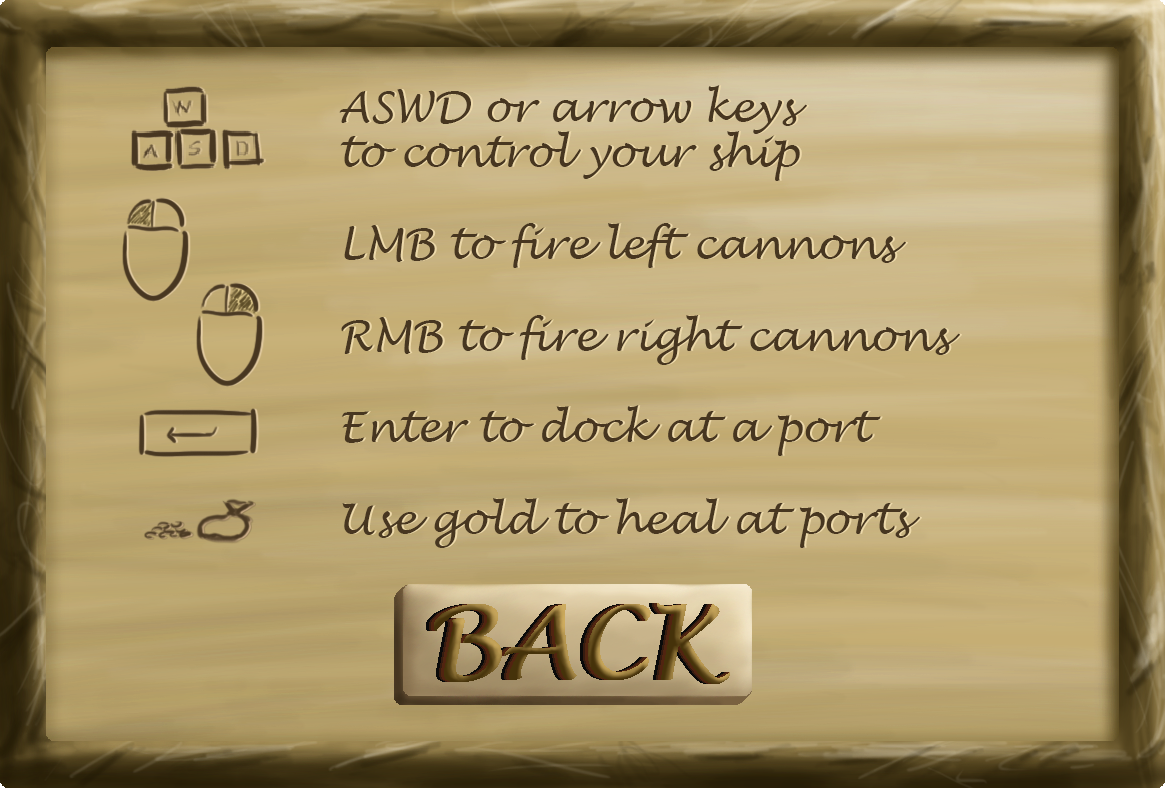 W
A S D
ASWD or arrow keys
to control your ship
LMB to fire left cannons
RMB to fire right cannons
Enter to dock at a port
Use gold to heal at ports
BACK